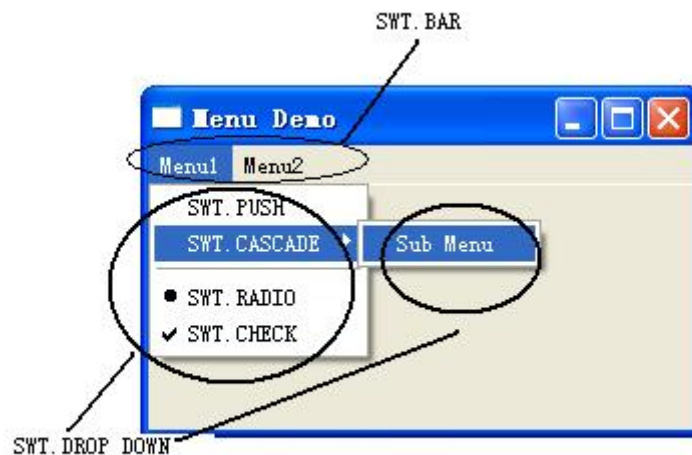 SWT.BAR
Menu Demo
Menu1 Menu2
SWT.PUSH
SWT.CASCADE Sub Menu
SWT.RADIO
SWT.CHECK
SWT.DROP DOWN